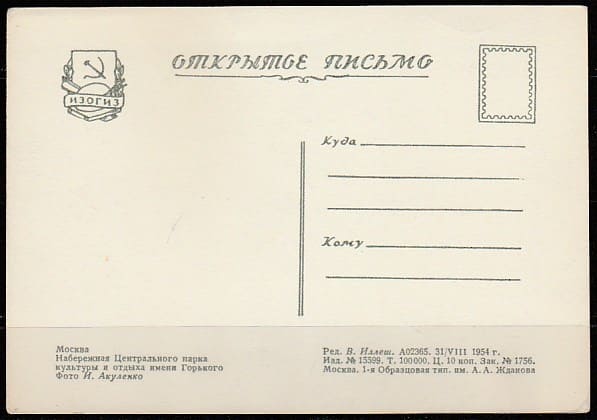 ОТКРЫТОЕ ПИСЬМО
ИЗОГИЗ
Куда
Кому
Москва
Набережная Центрального парка
культуры и отдыха имени Горького
Фото И. Акуленко
Ред. В. Излеш. А02365. 31/VIII 1954 г.
Изд. № 15599. Т. 100000. Ц. 10 коп. Зак. № 1756.
Москва. 1-я Образцовая тип. им. А. А. Жданова